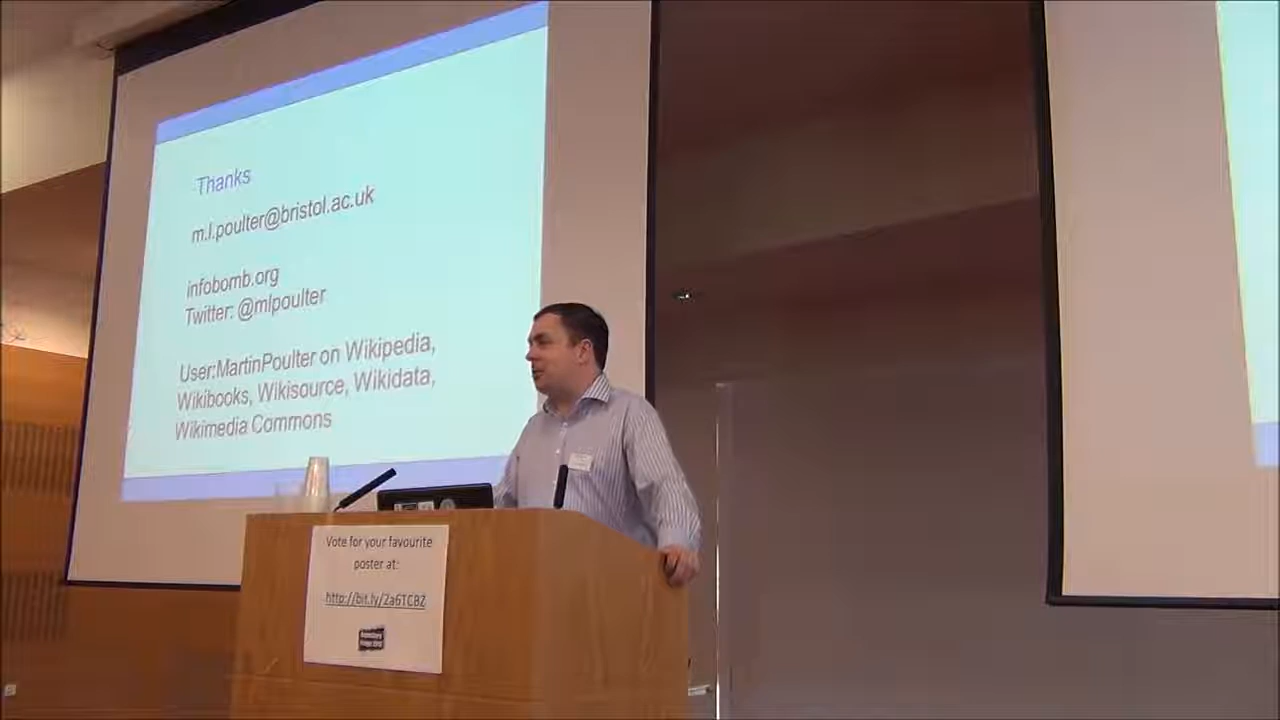 Thanks
m.l.poulter@bristol.ac.uk
infobomb.org
Twitter: @mlpoulter
User:MartinPoulter on Wikipedia,
Wikibooks, Wikisource, Wikidata,
Wikimedia Commons
Vote for your favourite
poster at:
http://bit.ly/2a6TCBZ